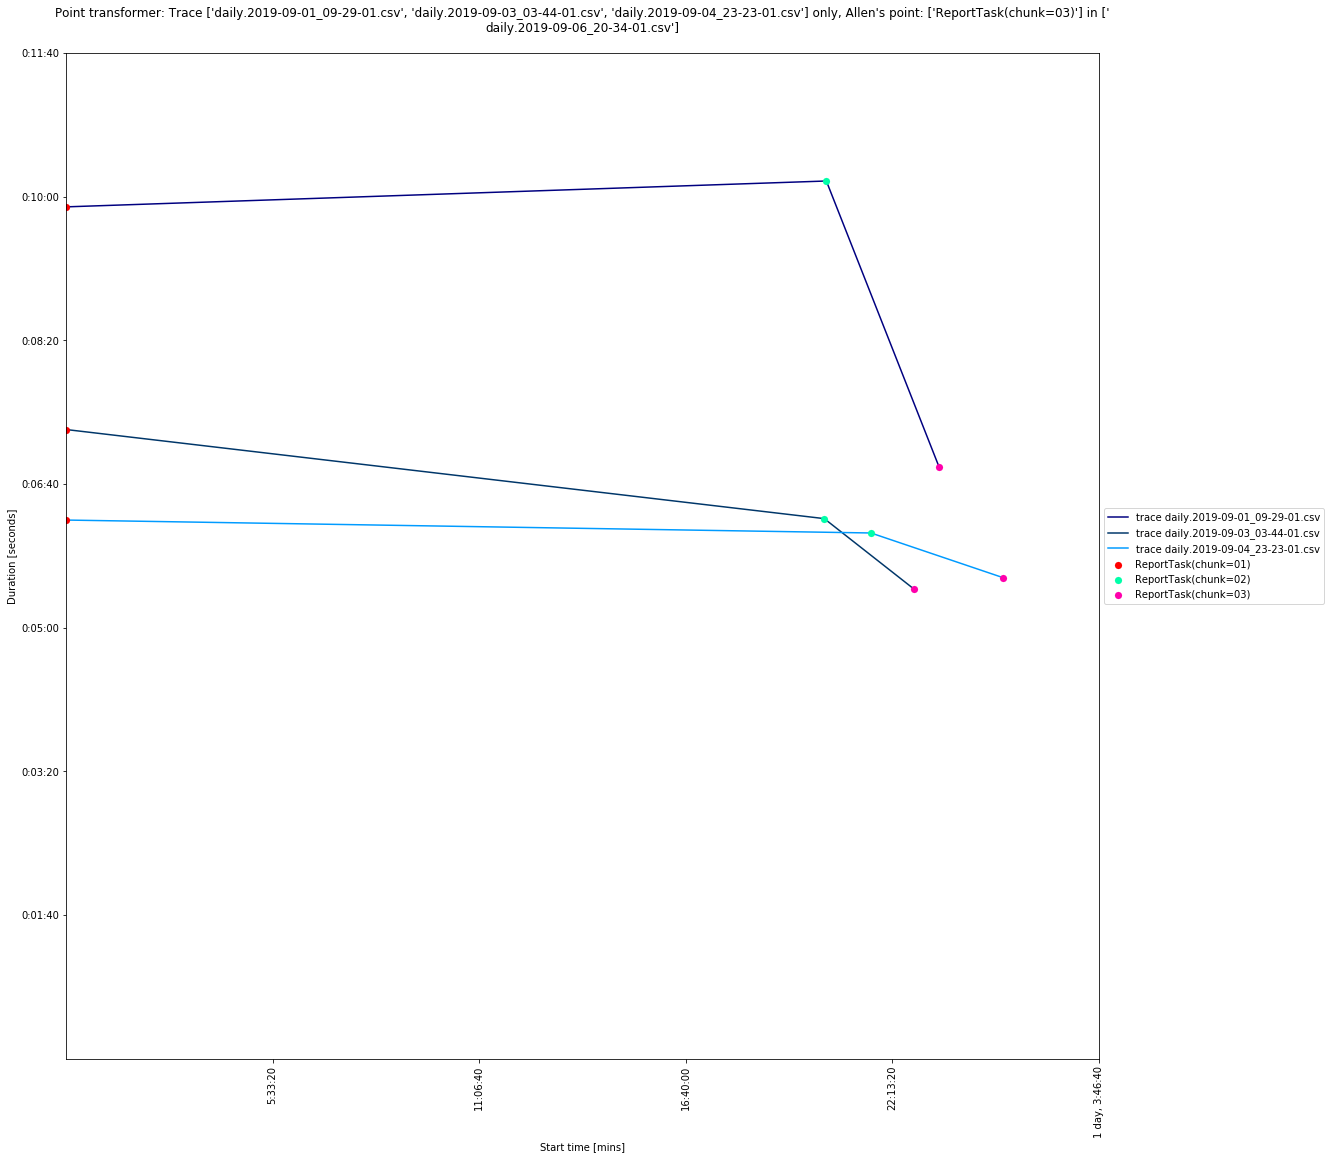 Point transformer: Trace ['daily.2019-09-01_09-29-01.csv', 'daily.2019-09-03_03-44-01.csv', 'daily.2019-09-04_23-23-01.csv'] only, Allen's point: ['ReportTask(chunk=03)'] in ['
daily.2019-09-06_20-34-01.csv']
0:11:40
0:10:00
0:08:20
0:06:40
0:05:00
0:03:20
0:01:40
Duration [seconds]
5:33:20
11:06:40
16:40:00
22:13:20
1 day, 3:46:40
Start time [mins]
trace daily.2019-09-01_09-29-01.csv
trace daily.2019-09-03_03-44-01.csv
trace daily.2019-09-04_23-23-01.csv
ReportTask(chunk=01)
ReportTask(chunk=02)
ReportTask(chunk=03)